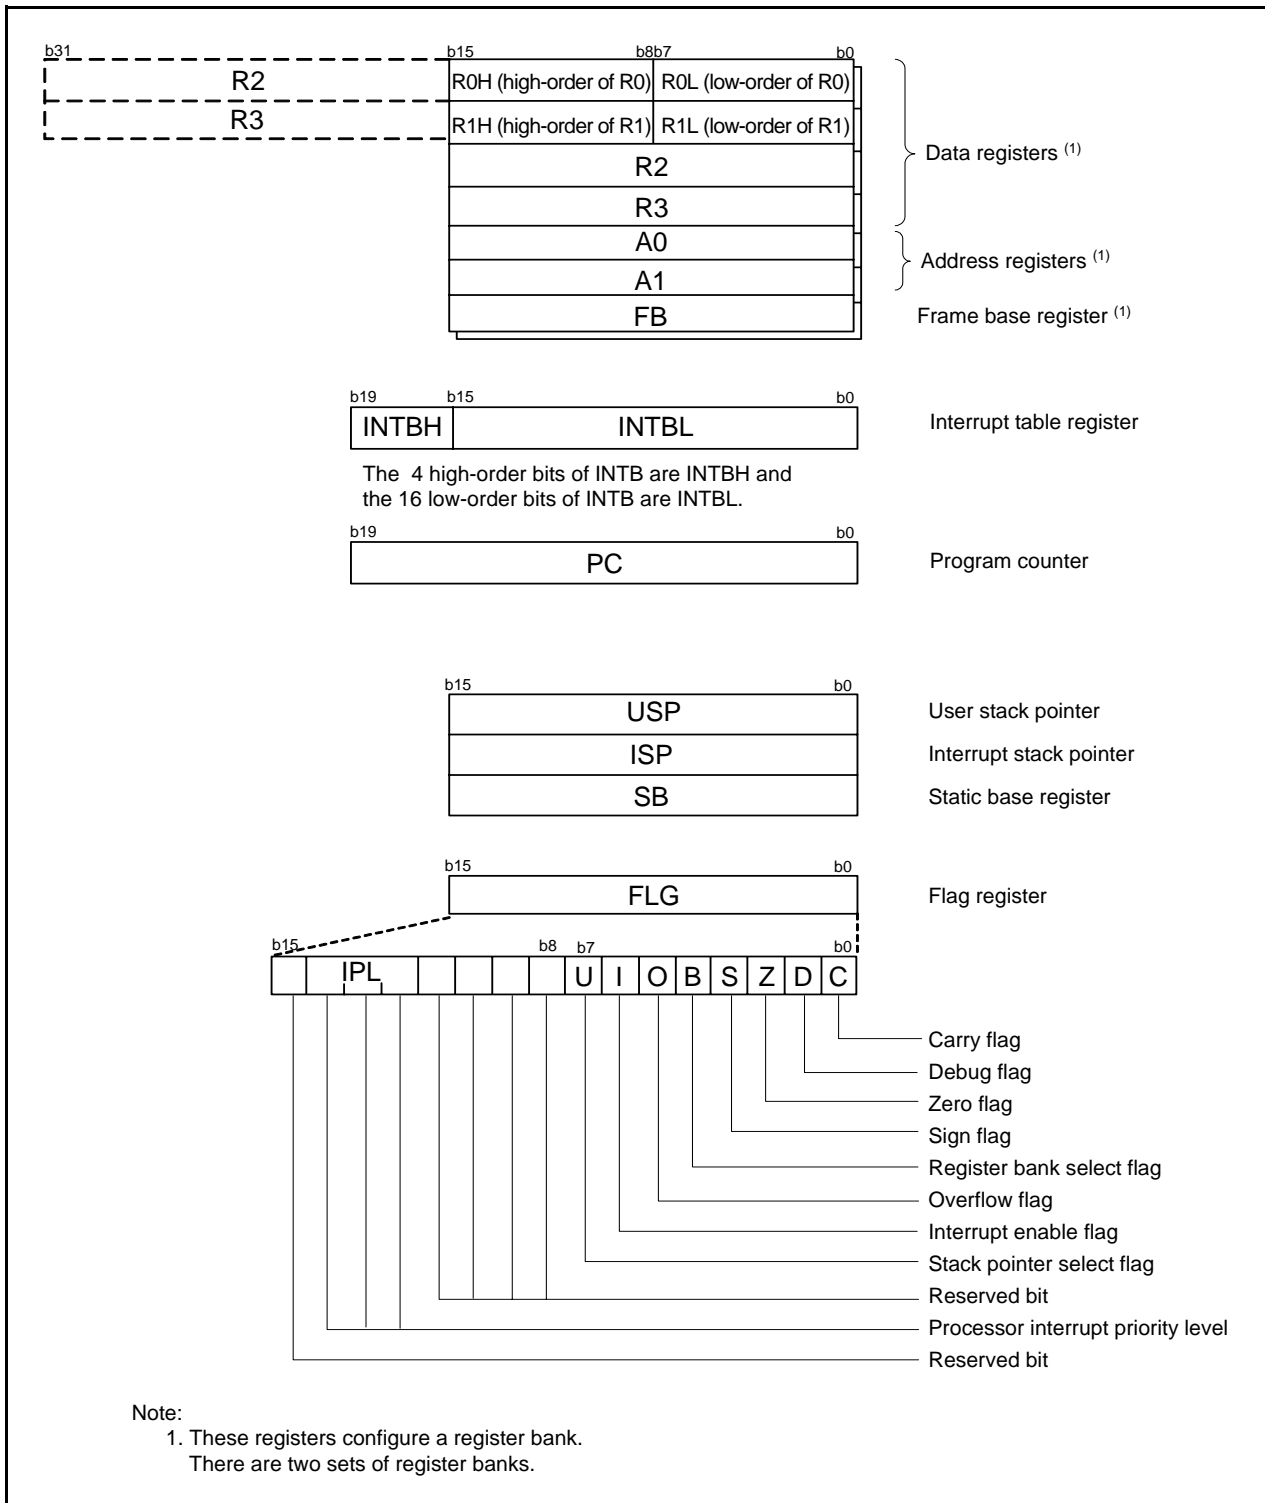 b31 b15 b8b7 b0
R2 R0H (high-order of R0) R0L (low-order of R0)
R3 R1H (high-order of R1) R1L (low-order of R1)
Data registers (1)
R2
R3
A0
Address registers (1)
A1
FB Frame base register (1)
b19 b15 b0
INTBH INTBL Interrupt table register
The 4 high-order bits of INTB are INTBH and
the 16 low-order bits of INTB are INTBL.
b19 b0
PC Program counter
b15 b0
USP User stack pointer
ISP Interrupt stack pointer
SB Static base register
b15 b0
FLG Flag register
b15 b8 b7 b0
IPL U I O B S Z D C
Carry flag
Debug flag
Zero flag
Sign flag
Register bank select flag
Overflow flag
Interrupt enable flag
Stack pointer select flag
Reserved bit
Processor interrupt priority level
Reserved bit
Note:
1. These registers configure a register bank.
There are two sets of register banks.